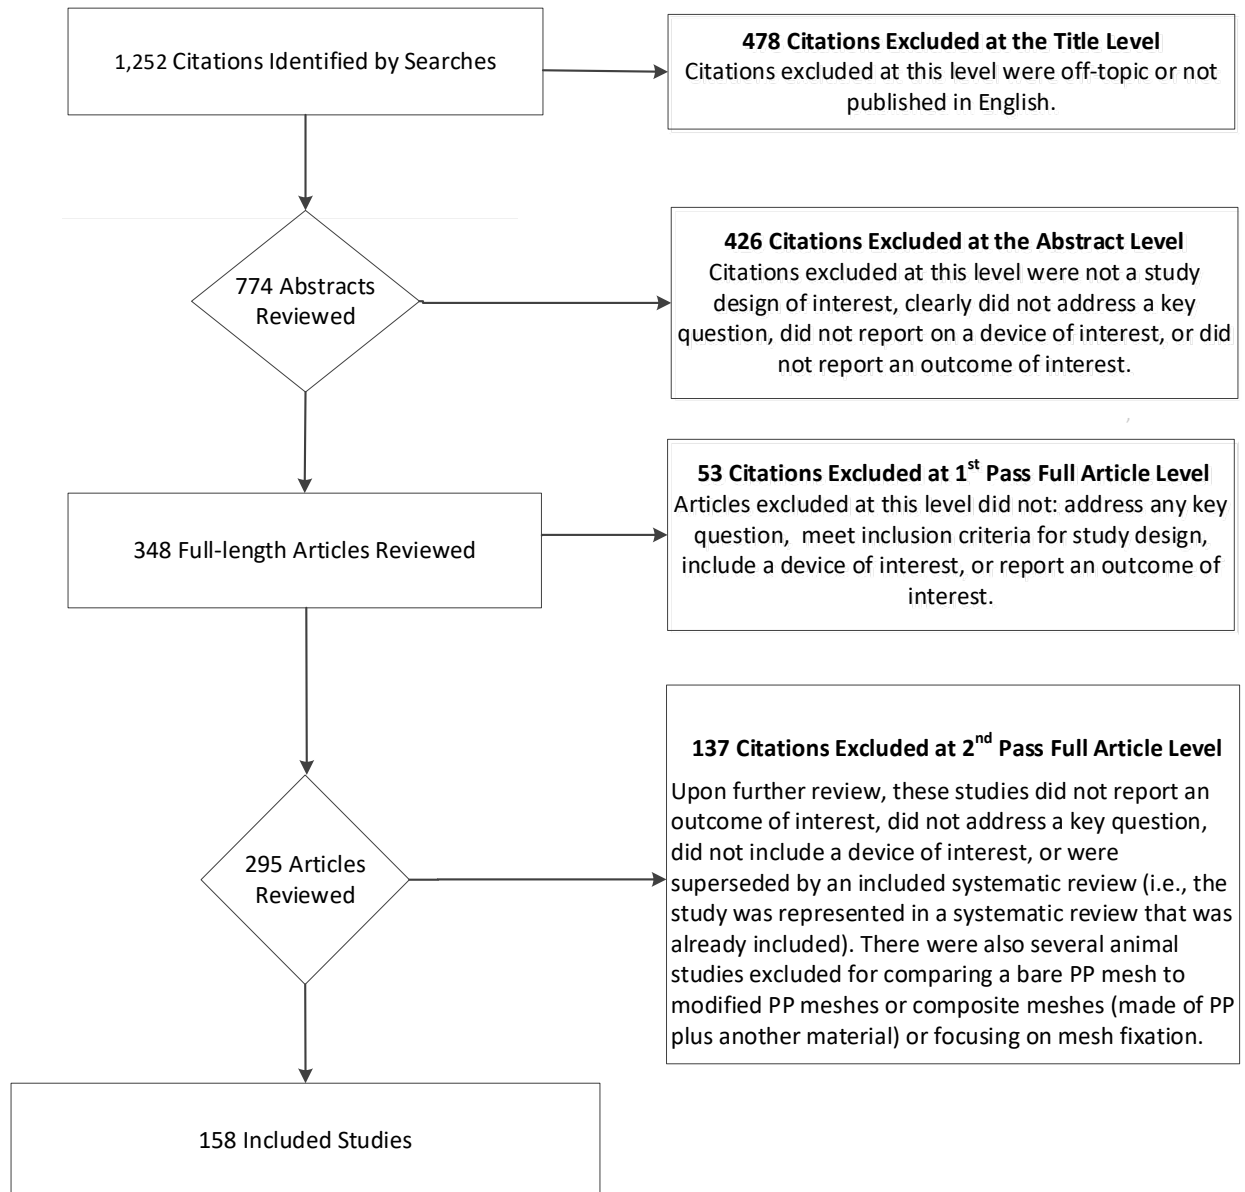 1,252 Citations Identified by Searches
478 Citations Excluded at the Title Level
Citations excluded at this level were off-topic or not
published in English.
774 Abstracts
Reviewed
426 Citations Excluded at the Abstract Level
Citations excluded at this level were not a study
design of interest, clearly did not address a key
question, did not report on a device of interest, or did
not report an outcome of interest.
348 Full-length Articles Reviewed
53 Citations Excluded at 1st Pass Full Article Level
Articles excluded at this level did not: address any key
question, meet inclusion criteria for study design,
include a device of interest, or report an outcome of
interest.
295 Articles
Reviewed
137 Citations Excluded at 2nd Pass Full Article Level
Upon further review, these studies did not report an
outcome of interest, did not address a key question,
did not include a device of interest, or were
superseded by an included systematic review (i.e., the
study was represented in a systematic review that was
already included). There were also several animal
studies excluded for comparing a bare PP mesh to
modified PP meshes or composite meshes (made of PP
plus another material) or focusing on mesh fixation.
158 Included Studies